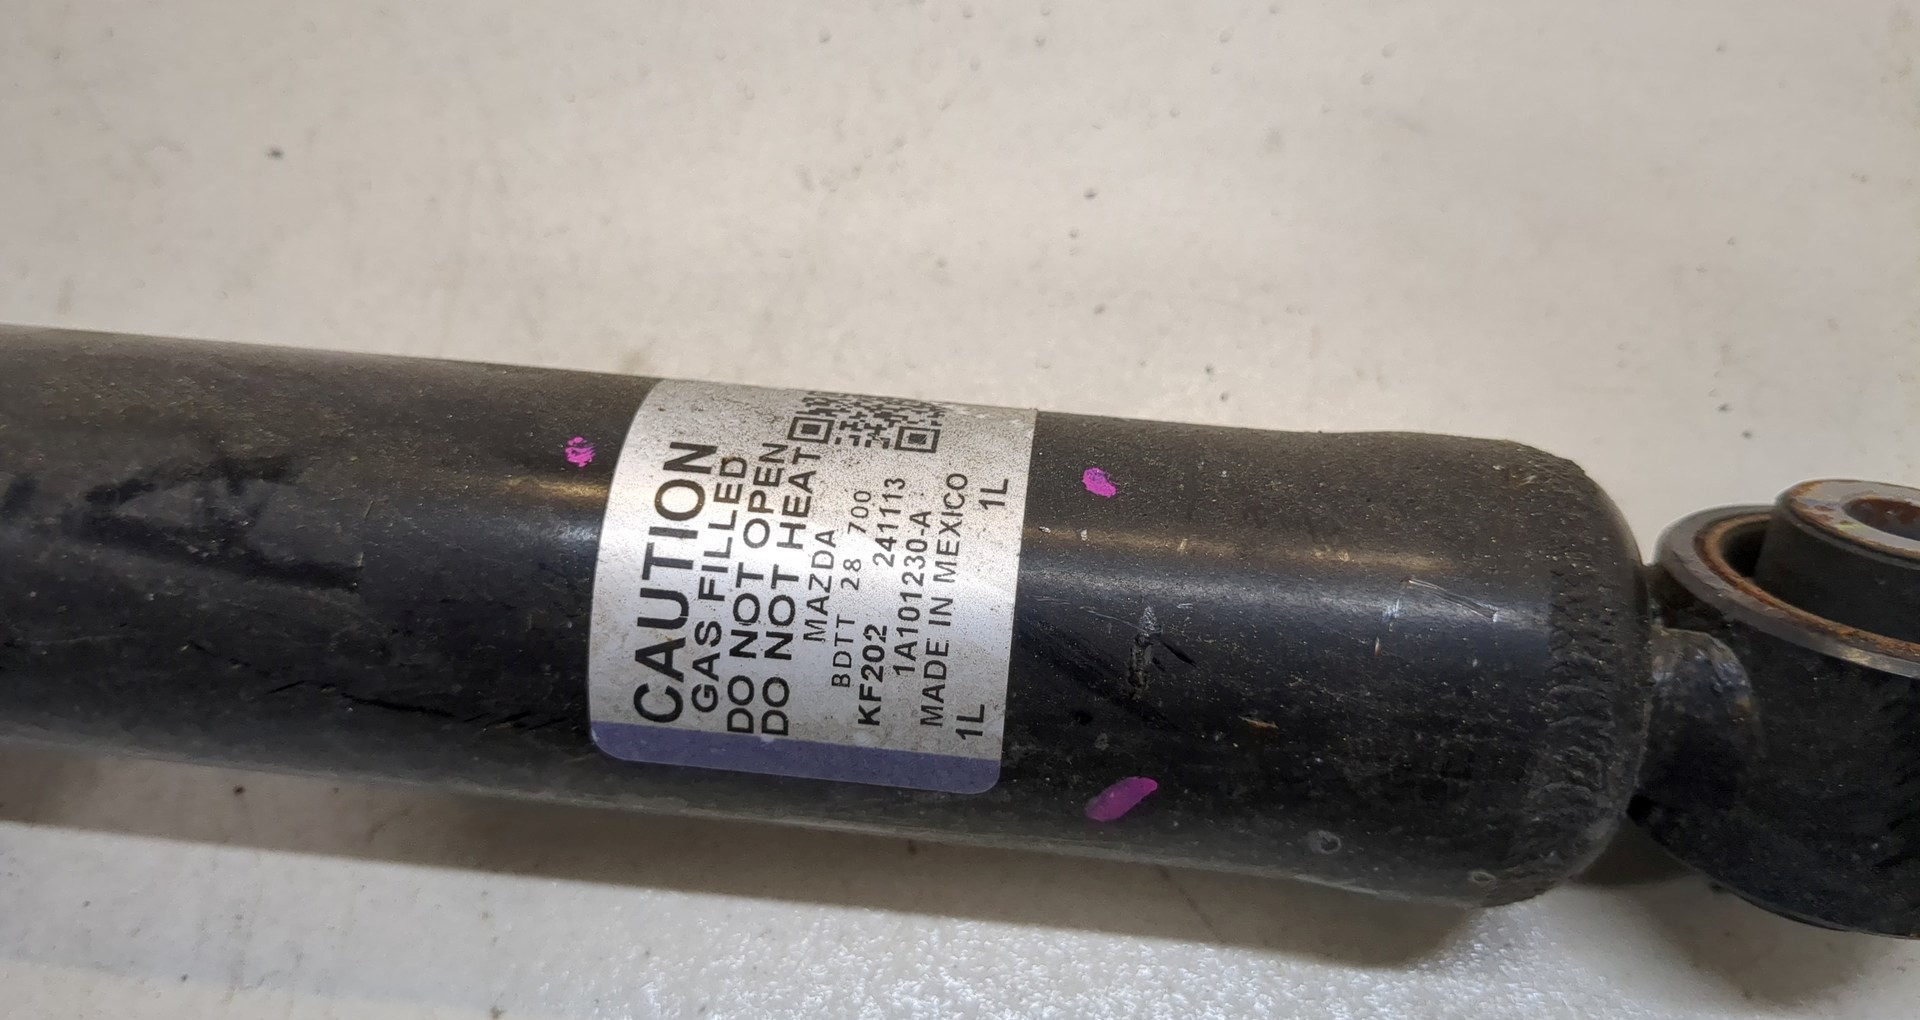 CAUTION
GAS FILLED
DO NOT OPEN
DO NOT HEAT
MAZDA
BDTT 28 700
KF202 241113
1A101230-A
MADE IN MEXICO
1L 1L